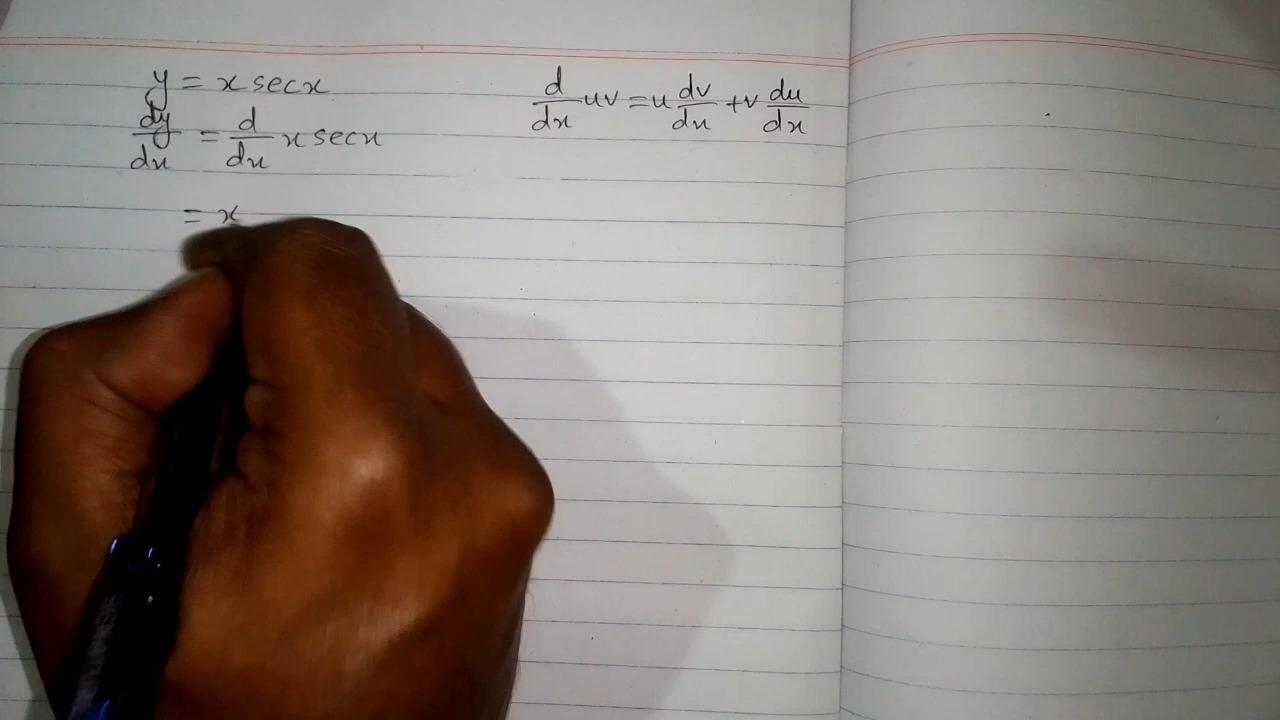 y = x secx
dy/dx = d/dx x secx
= x
d/dx uv = u dv/dx + v du/dx